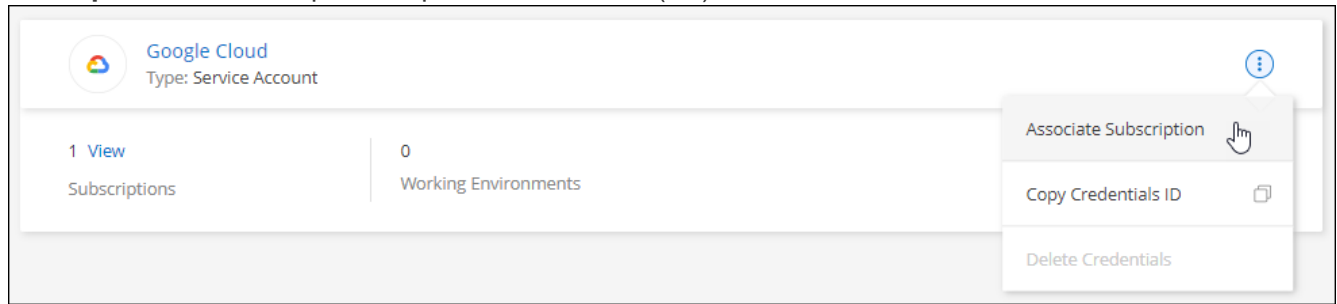 Google Cloud
Type: Service Account
1 View
Subscriptions
0
Working Environments
Associate Subscription
Copy Credentials ID
Delete Credentials